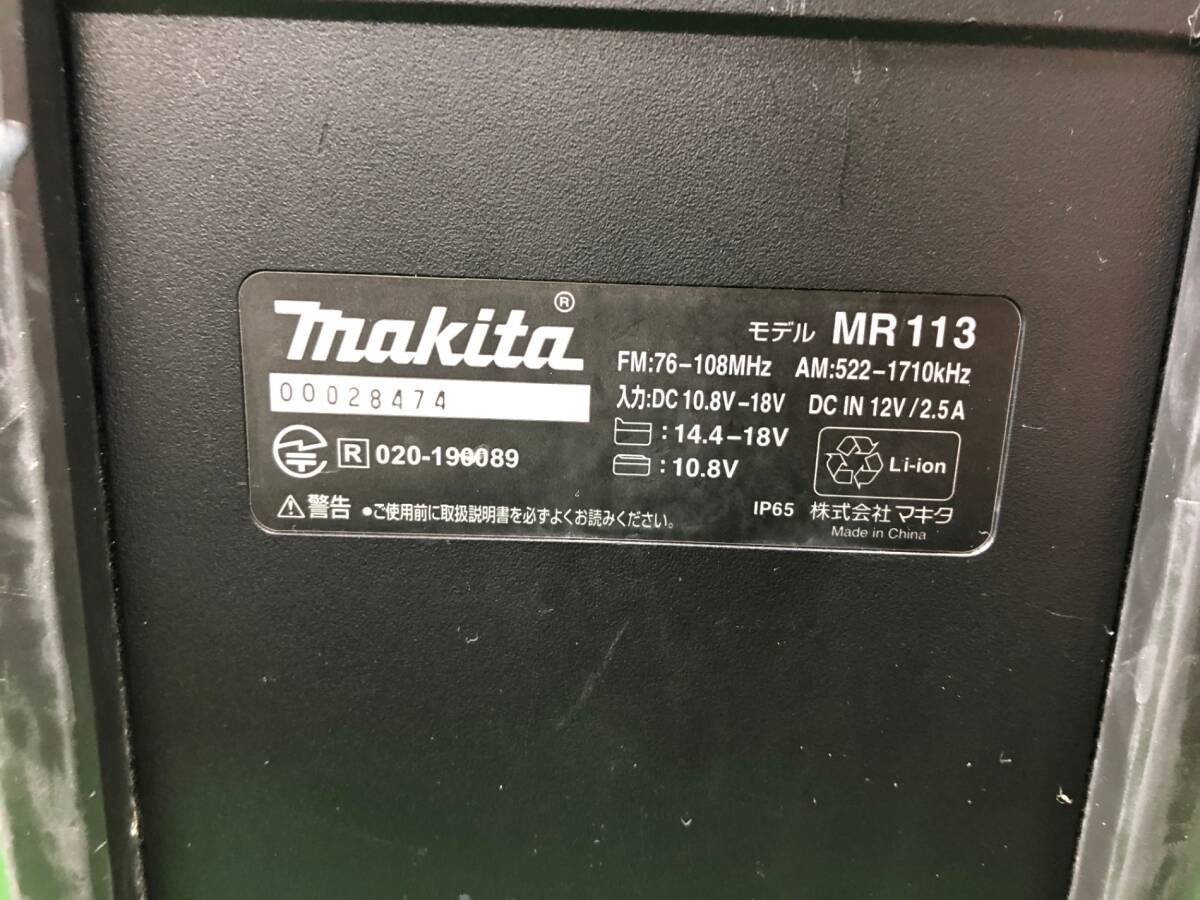 makita®
00028474
R 020-190089
⚠警告 ●ご使用前に取扱説明書を必ずよくお読みください。
モデル MR113
FM:76-108MHz AM:522-1710kHz
入力:DC 10.8V-18V DC IN 12V/2.5A
:14.4-18V
:10.8V
Li-ion
IP65 株式会社マキタ
Made in China